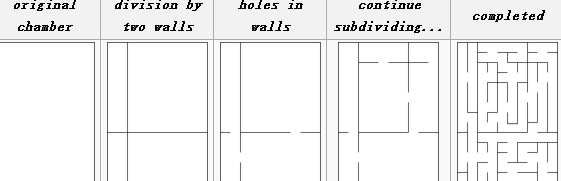 original
chamber
division by
two walls
holes in
walls
continue
subdividing...
completed